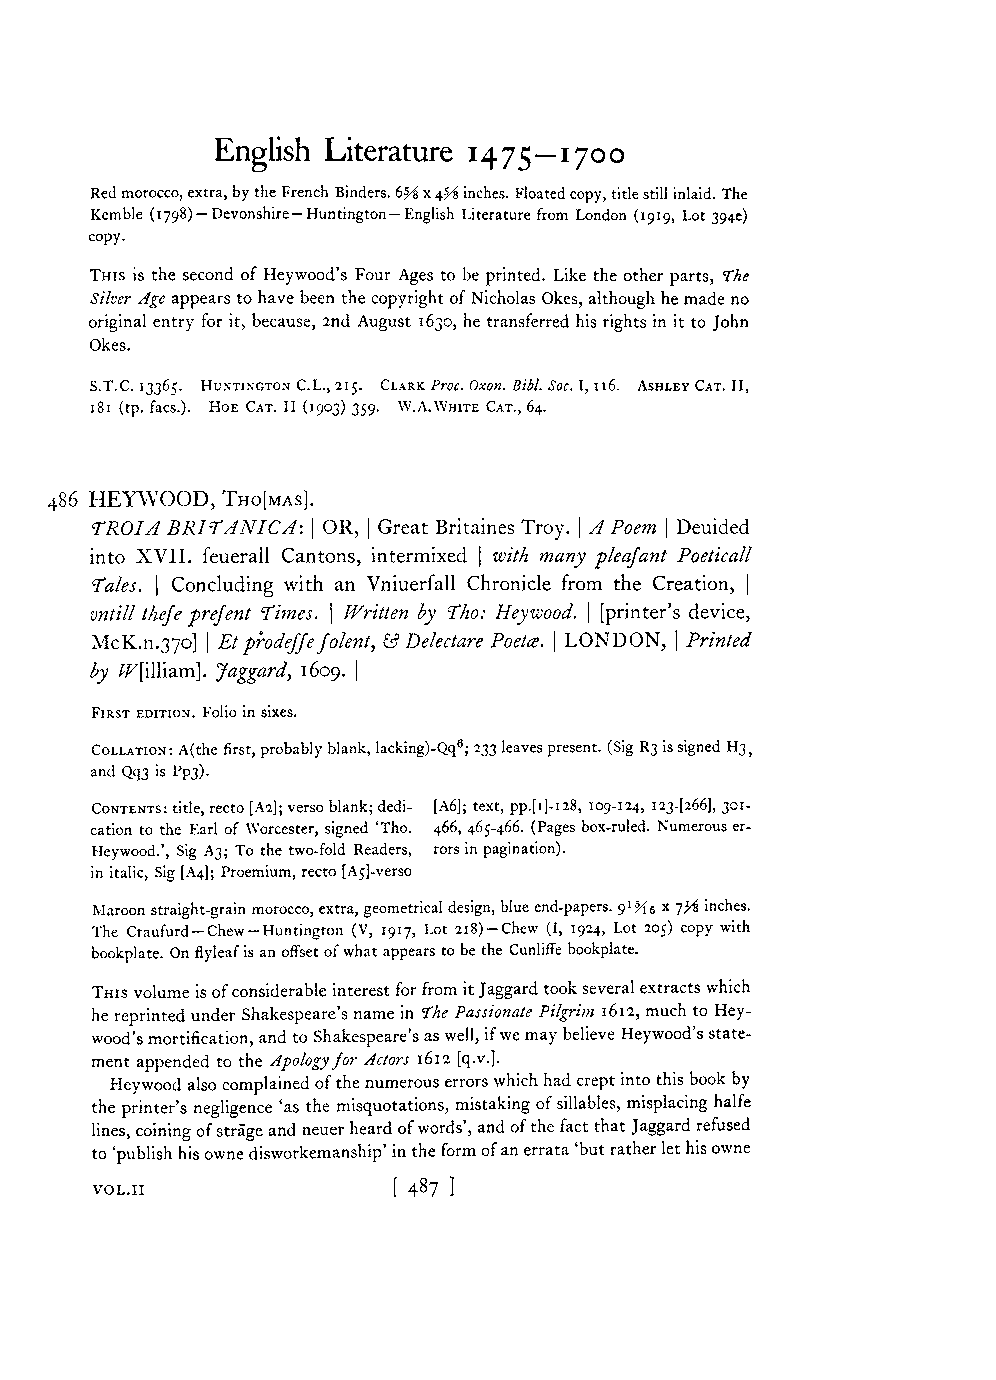 English Literature 1475–1700
Red morocco, extra, by the French Binders. 6⅝ x 4⅝ inches. Floated copy, title still inlaid. The
Kemble (1798)—Devonshire—Huntington—English Literature from London (1919, Lot 394e)
copy.
THIS is the second of Heywood's Four Ages to be printed. Like the other parts, The
Silver Age appears to have been the copyright of Nicholas Okes, although he made no
original entry for it, because, 2nd August 1630, he transferred his rights in it to John
Okes.
S.T.C. 13365. HUNTINGTON C.L., 215. CLARK Proc. Oxon. Bibl. Soc. I, 116. ASHLEY CAT. II,
181 (tp. facs.). HOE CAT. II (1903) 359. W.A.WHITE CAT., 64.
486 HEYWOOD, THO[MAS].
TROIA BRITANICA: | OR, | Great Britaines Troy. | A Poem | Deuided
into XVII. ſeuerall Cantons, intermixed | with many pleaſant Poeticall
Tales. | Concluding with an Vniuerſall Chronicle from the Creation, |
vntill theſe preſent Times. | Written by Tho: Heywood. | [printer's device,
McK.n.370] | Et prodeſſe ſolent, & Delectare Poetæ. | LONDON, | Printed
by W[illiam]. Jaggard, 1609. |
FIRST EDITION. Folio in sixes.
COLLATION: A(the first, probably blank, lacking)-Qq⁶; 233 leaves present. (Sig R3 is signed H3,
and Qq3 is Pp3).
CONTENTS: title, recto [A2]; verso blank; dedi-
cation to the Earl of Worcester, signed 'Tho.
Heywood.', Sig A3; To the two-fold Readers,
in italic, Sig [A4]; Proemium, recto [A5]-verso
[A6]; text, pp.[1]-128, 109-124, 123-[266], 301-
466, 465-466. (Pages box-ruled. Numerous er-
rors in pagination).
Maroon straight-grain morocco, extra, geometrical design, blue end-papers. 9¹⁵⁄₁₆ x 7⅛ inches.
The Craufurd—Chew—Huntington (V, 1917, Lot 218)—Chew (I, 1924, Lot 205) copy with
bookplate. On flyleaf is an offset of what appears to be the Cunliffe bookplate.
THIS volume is of considerable interest for from it Jaggard took several extracts which
he reprinted under Shakespeare's name in The Passionate Pilgrim 1612, much to Hey-
wood's mortification, and to Shakespeare's as well, if we may believe Heywood's state-
ment appended to the Apology for Actors 1612 [q.v.].
Heywood also complained of the numerous errors which had crept into this book by
the printer's negligence 'as the misquotations, mistaking of sillables, misplacing halfe
lines, coining of strāge and neuer heard of words', and of the fact that Jaggard refused
to 'publish his owne disworkemanship' in the form of an errata 'but rather let his owne
VOL.II [ 487 ]